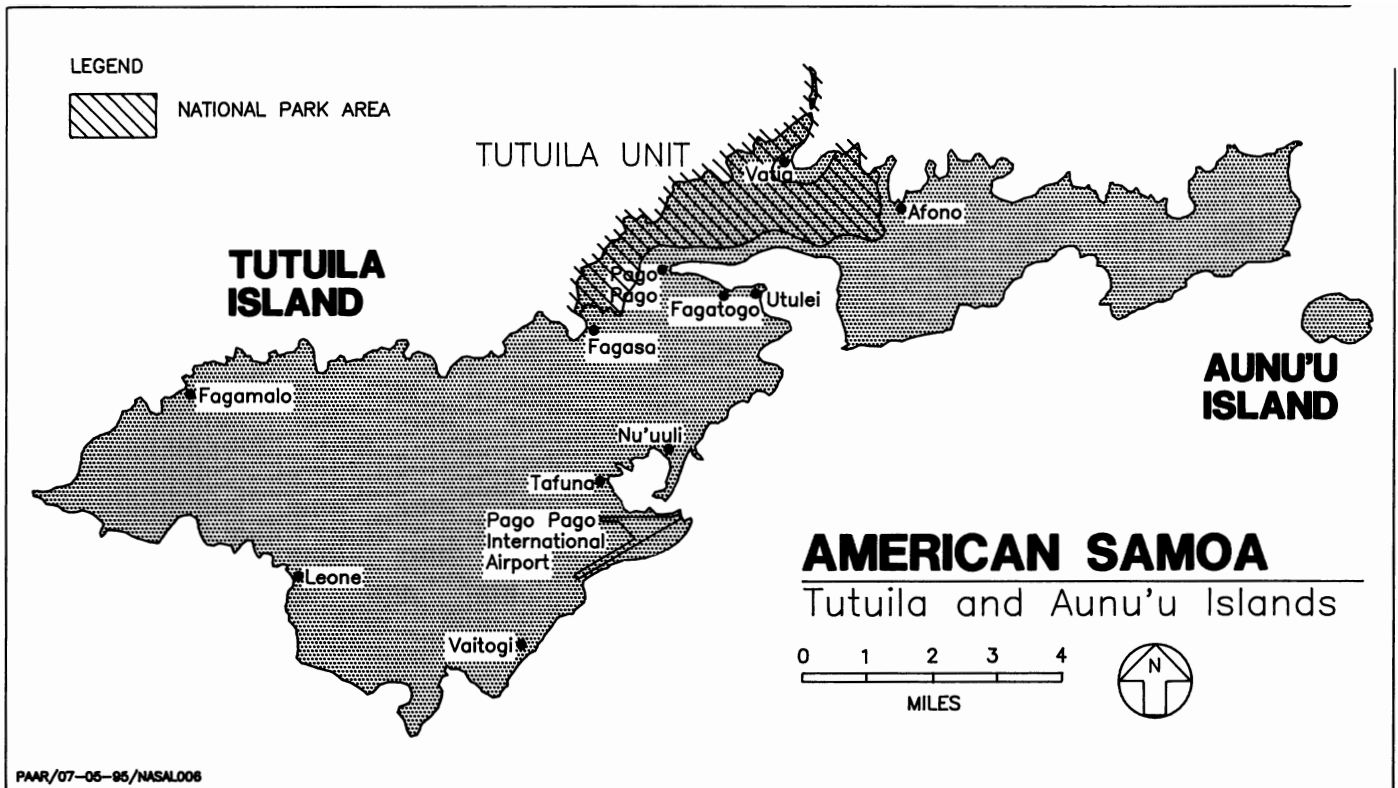 LEGEND
NATIONAL PARK AREA
TUTUILA UNIT
Vatia
Afono
TUTUILA
ISLAND
Pago
Pago
Fagatogo
Utulei
Fagasa
AUNU'U
ISLAND
Fagamalo
Nu'uuli
Tafuna
Pago Pago
International
Airport
Leone
Vaitogi
AMERICAN SAMOA
Tutuila and Aunu'u Islands
0 1 2 3 4
MILES
N
PAAR/07-05-95/NASAL006